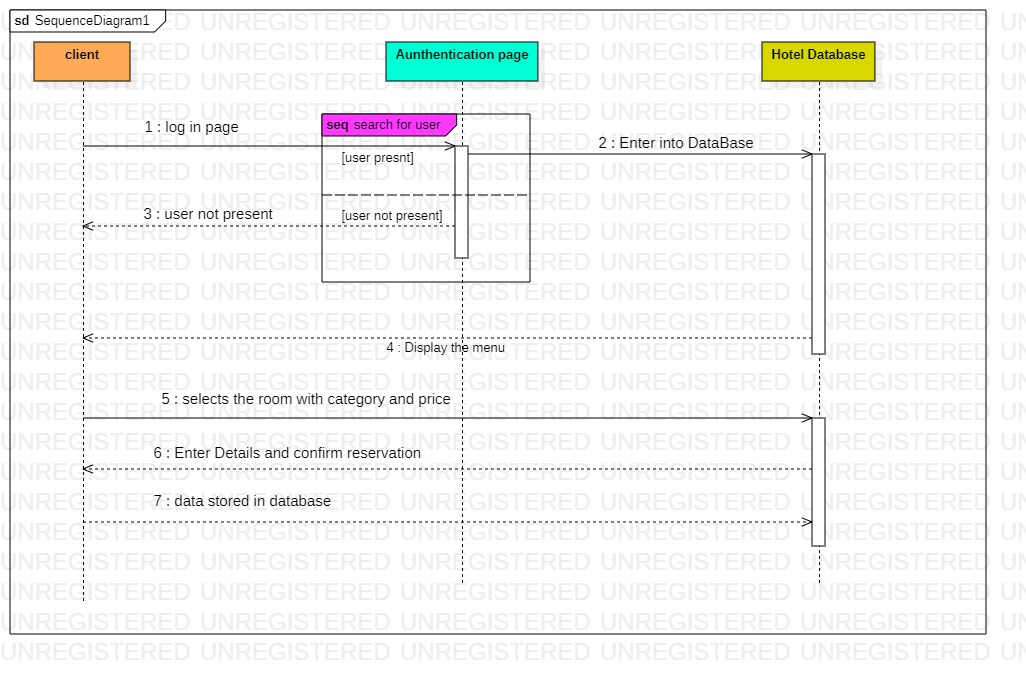 sd SequenceDiagram1
client
Aunthentication page
Hotel Database
seq search for user
1 : log in page
2 : Enter into DataBase
[user presnt]
3 : user not present
[user not present]
4 : Display the menu
5 : selects the room with category and price
6 : Enter Details and confirm reservation
7 : data stored in database
UNREGISTERED